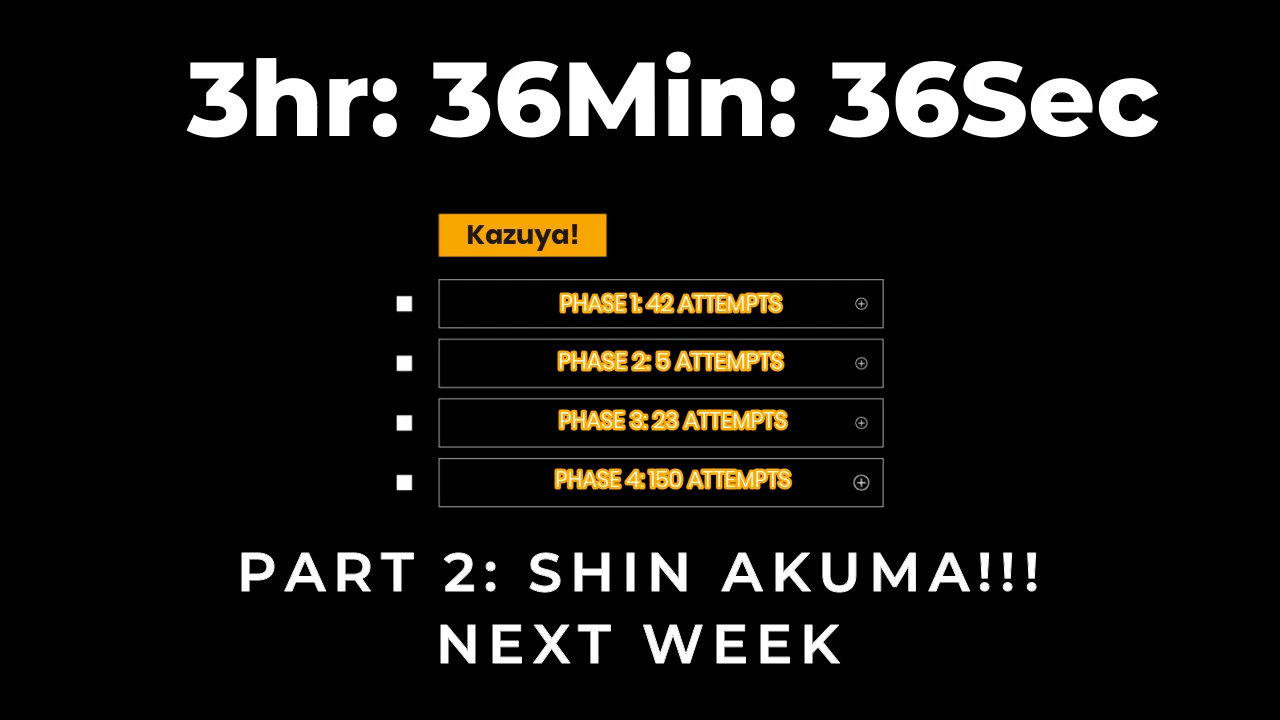 3hr: 36Min: 36Sec
Kazuya!
PHASE 1: 42 ATTEMPTS
PHASE 2: 5 ATTEMPTS
PHASE 3: 23 ATTEMPTS
PHASE 4: 150 ATTEMPTS
PART 2: SHIN AKUMA!!!
NEXT WEEK